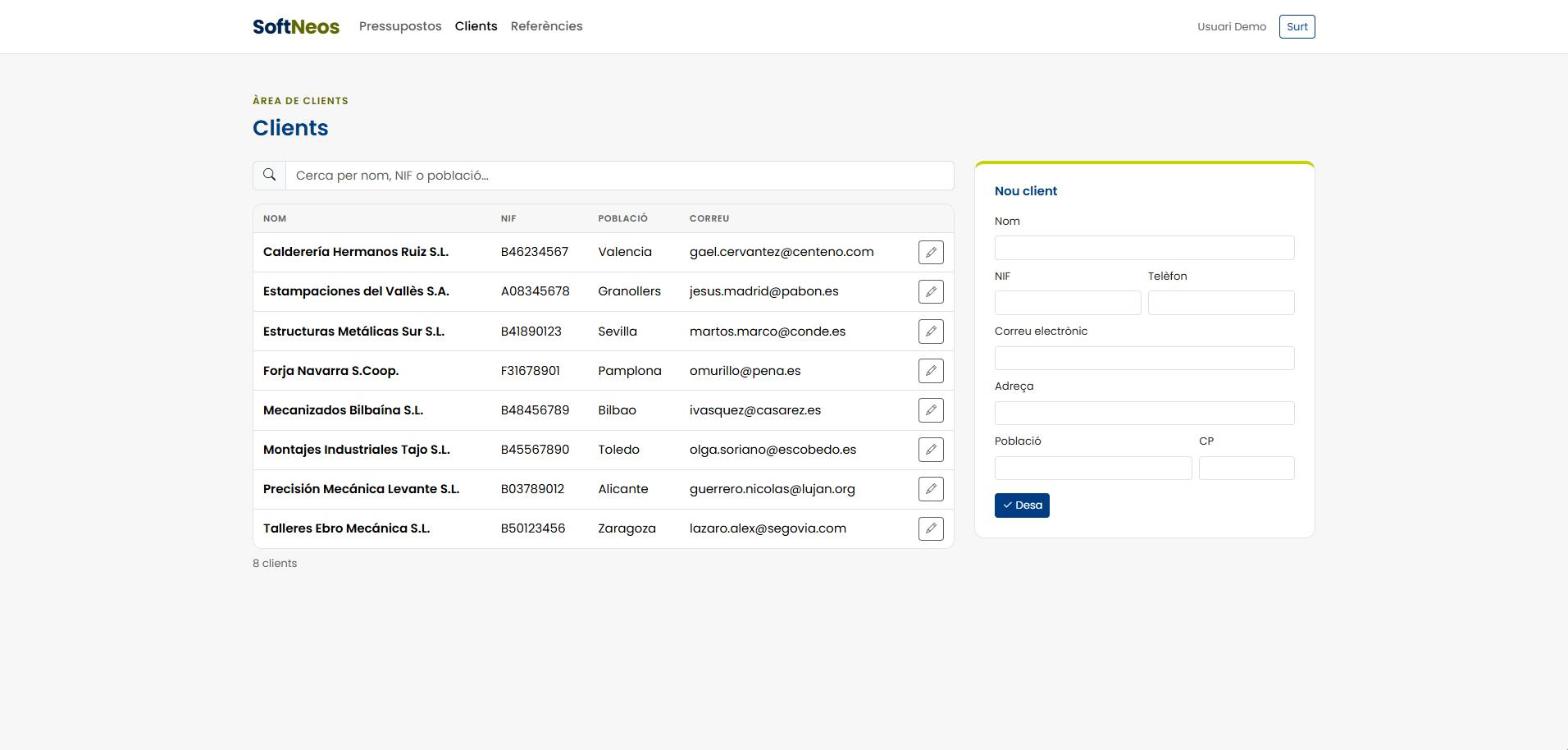 SoftNeos Pressupostos Clients Referències Usuari Demo Surt
ÀREA DE CLIENTS
Clients
Cerca per nom, NIF o població...
NOM NIF POBLACIÓ CORREU
Calderería Hermanos Ruiz S.L. B46234567 Valencia gael.cervantez@centeno.com
Estampaciones del Vallès S.A. A08345678 Granollers jesus.madrid@pabon.es
Estructuras Metálicas Sur S.L. B41890123 Sevilla martos.marco@conde.es
Forja Navarra S.Coop. F31678901 Pamplona omurillo@pena.es
Mecanizados Bilbaína S.L. B48456789 Bilbao ivasquez@casarez.es
Montajes Industriales Tajo S.L. B45567890 Toledo olga.soriano@escobedo.es
Precisión Mecánica Levante S.L. B03789012 Alicante guerrero.nicolas@lujan.org
Talleres Ebro Mecánica S.L. B50123456 Zaragoza lazaro.alex@segovia.com
8 clients
Nou client
Nom
NIF Telèfon
Correu electrònic
Adreça
Població CP
Desa